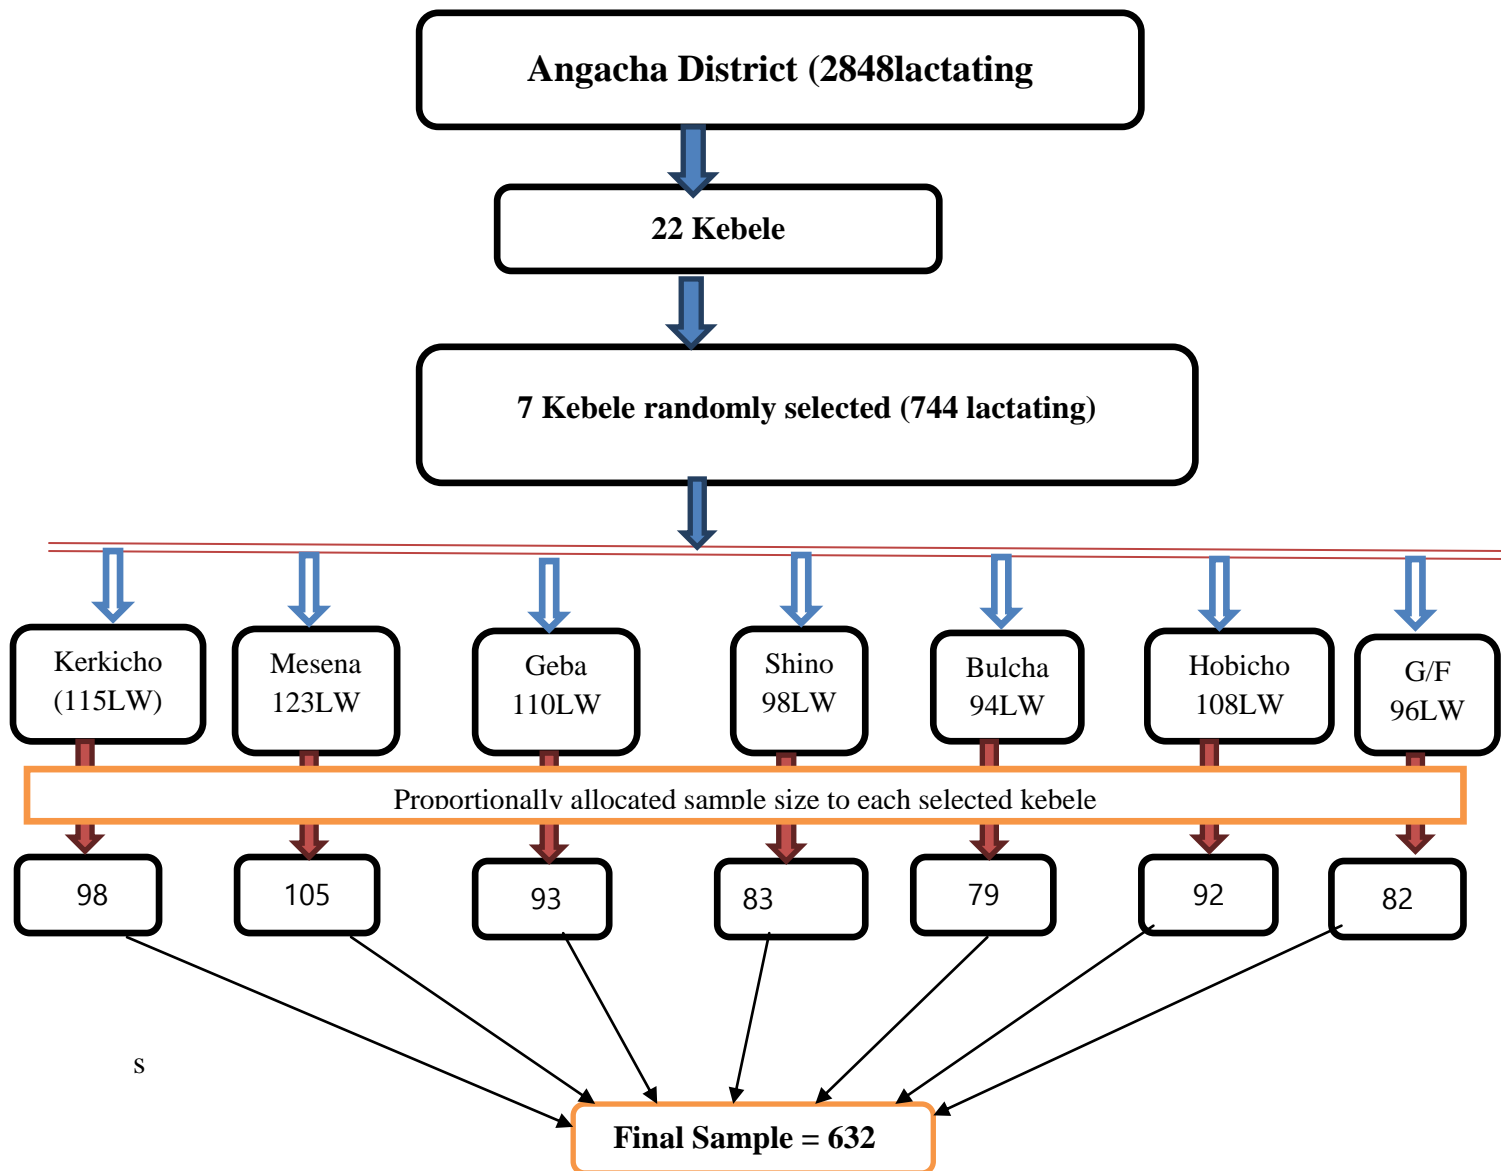 Angacha District (2848lactating
22 Kebele
7 Kebele randomly selected (744 lactating)
Kerkicho
(115LW)
Mesena
123LW
Geba
110LW
Shino
98LW
Bulcha
94LW
Hobicho
108LW
G/F
96LW
Proportionally allocated sample size to each selected kebele
98
105
93
83
79
92
82
s
Final Sample = 632